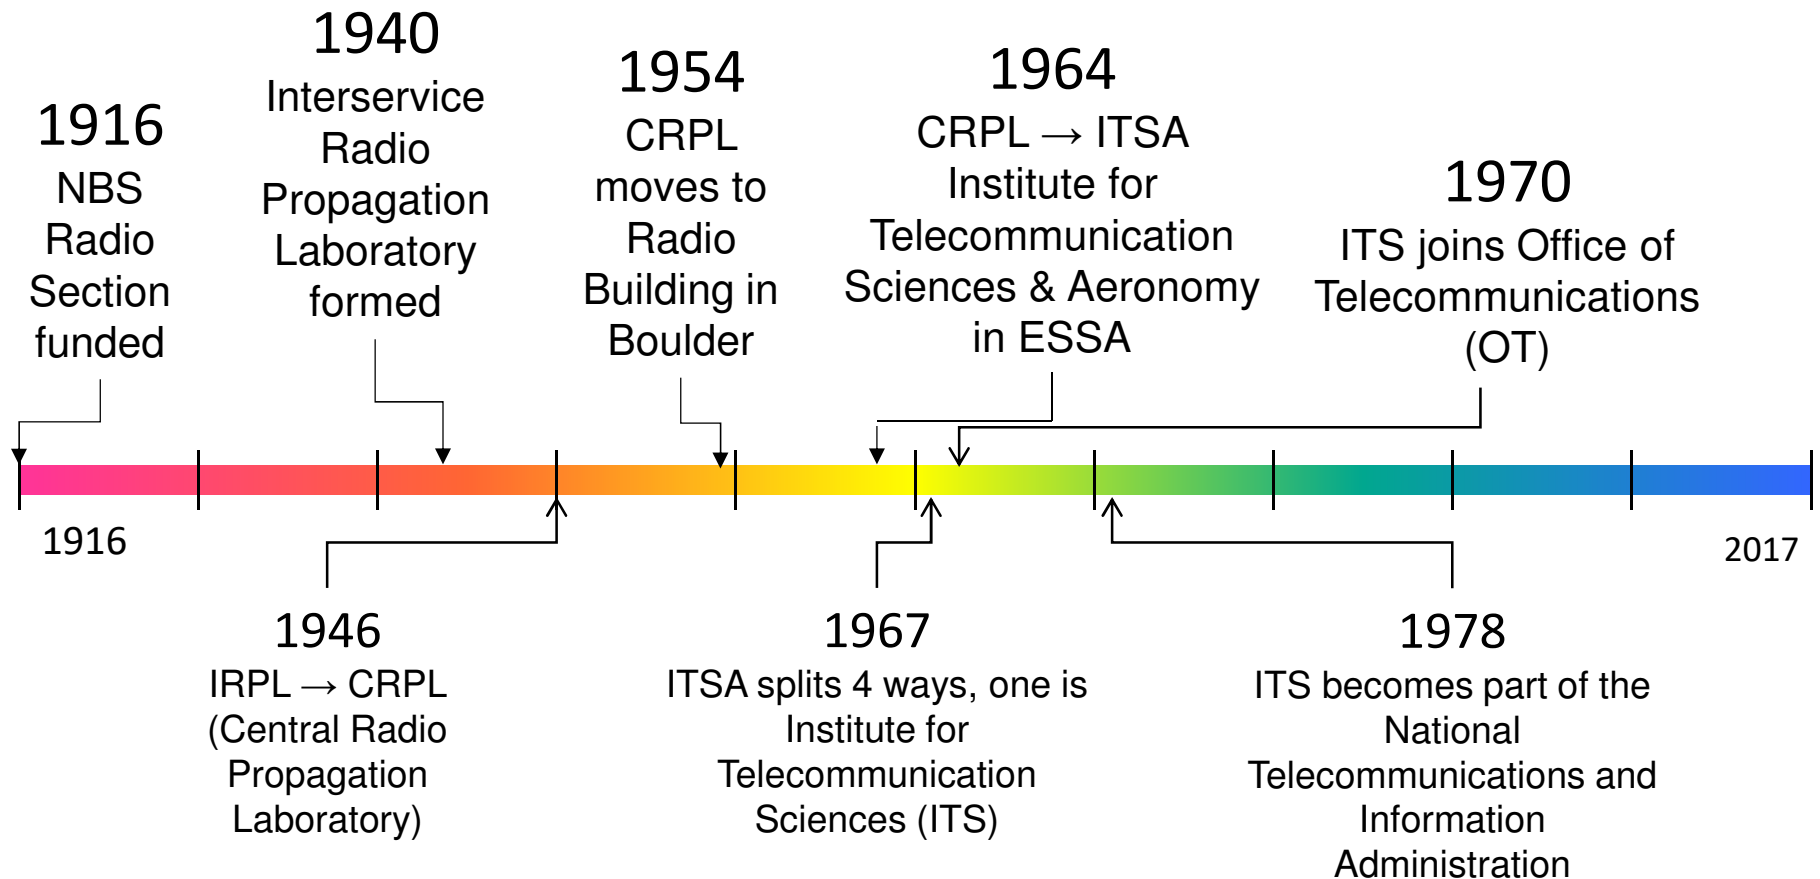 1916
NBS
Radio
Section
funded
1940
Interservice
Radio
Propagation
Laboratory
formed
1954
CRPL
moves to
Radio
Building in
Boulder
1964
CRPL → ITSA
Institute for
Telecommunication
Sciences & Aeronomy
in ESSA
1970
ITS joins Office of
Telecommunications
(OT)
1916
2017
1946
IRPL → CRPL
(Central Radio
Propagation
Laboratory)
1967
ITSA splits 4 ways, one is
Institute for
Telecommunication
Sciences (ITS)
1978
ITS becomes part of the
National
Telecommunications and
Information
Administration